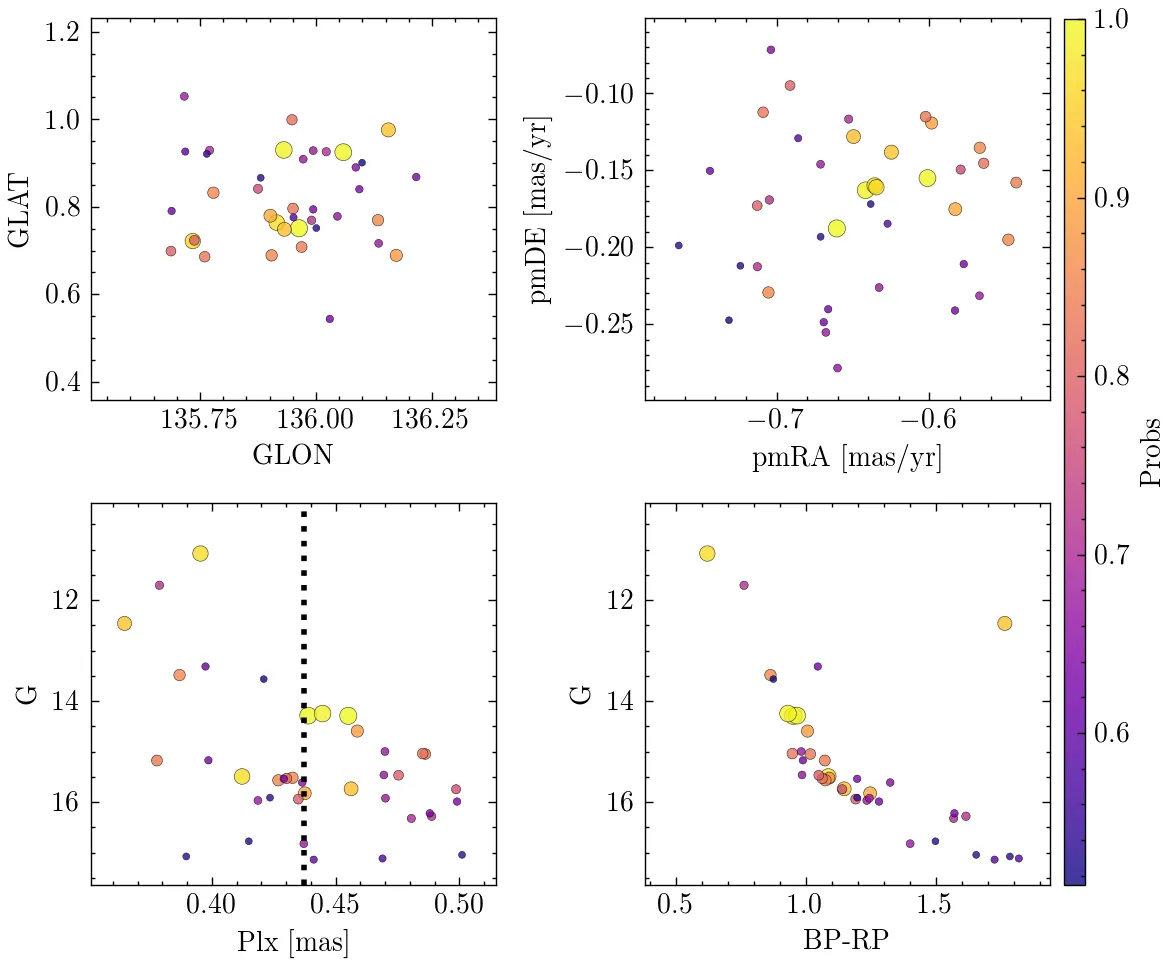 1.2
1.0
0.8
0.6
0.4
GLAT
135.75 136.00 136.25
GLON
−0.10
−0.15
−0.20
−0.25
pmDE [mas/yr]
−0.7 −0.6
pmRA [mas/yr]
1.0
0.9
0.8
0.7
0.6
Probs
12
14
16
G
0.40 0.45 0.50
Plx [mas]
12
14
16
G
0.5 1.0 1.5
BP-RP